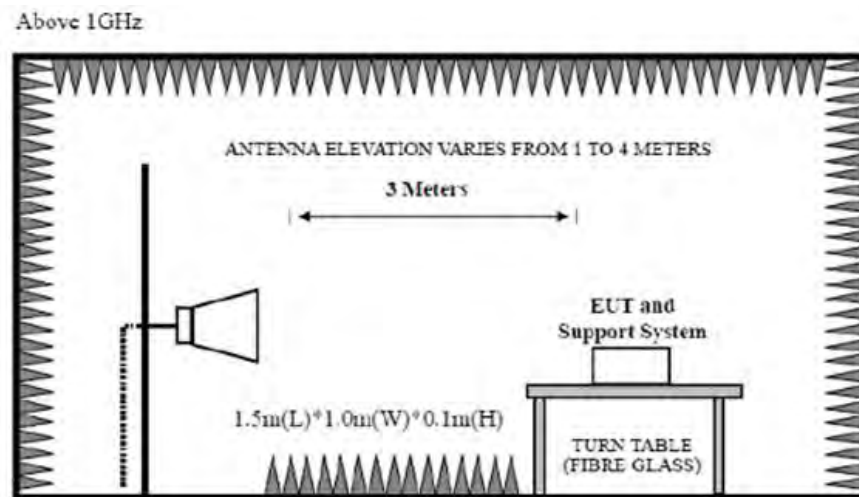 Above 1GHz
ANTENNA ELEVATION VARIES FROM 1 TO 4 METERS
3 Meters
EUT and
Support System
1.5m(L)*1.0m(W)*0.1m(H)
TURN TABLE
(FIBRE GLASS)